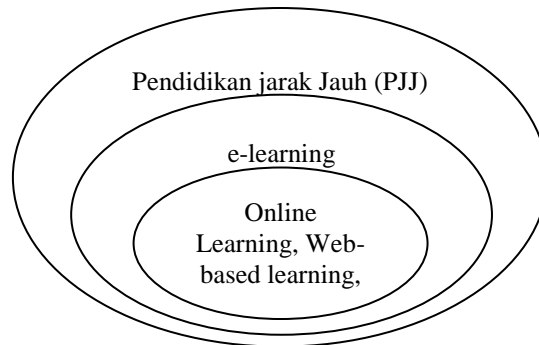 Pendidikan jarak Jauh (PJJ)
e-learning
Online
Learning, Web-
based learning,